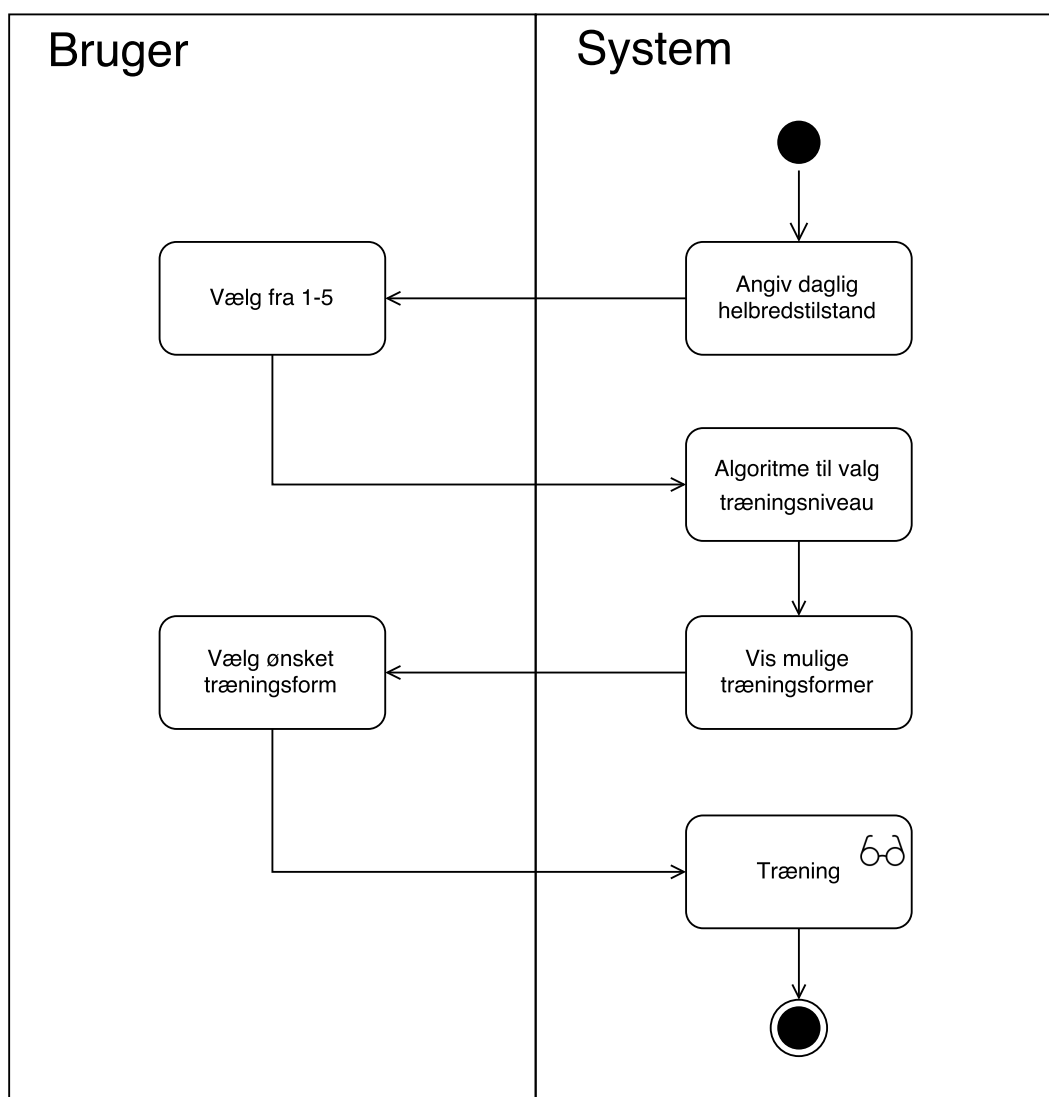 Bruger
System
Angiv daglig
helbredstilstand
Vælg fra 1-5
Algoritme til valg
træningsniveau
Vis mulige
træningsformer
Vælg ønsket
træningsform
Træning